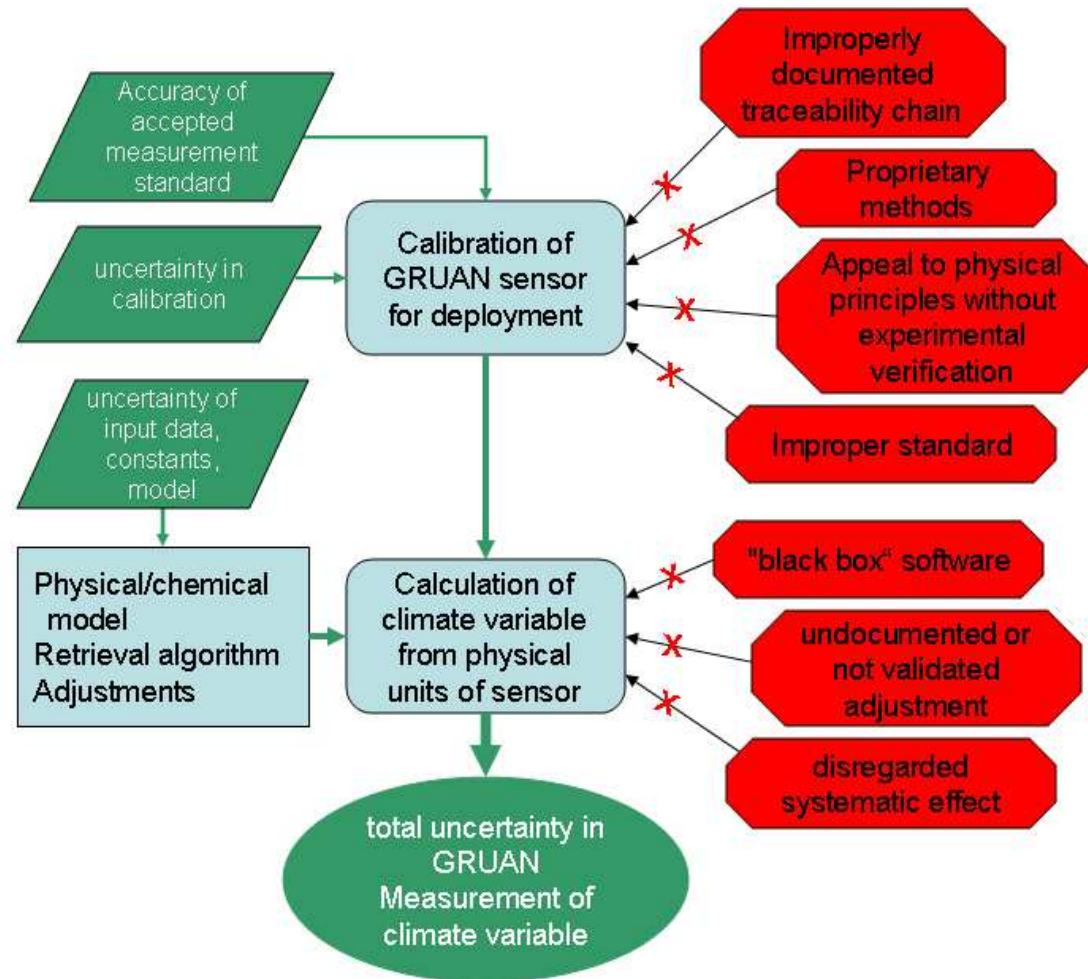 Accuracy of
accepted
measurement
standard
Improperly
documented
traceability chain
Proprietary
methods
uncertainty in
calibration
Calibration of
GRUAN sensor
for deployment
Appeal to physical
principles without
experimental
verification
Improper standard
uncertainty of
input data,
constants,
model
Physical/chemical
model
Retrieval algorithm
Adjustments
Calculation of
climate variable
from physical
units of sensor
"black box“ software
undocumented or
not validated
adjustment
disregarded
systematic effect
total uncertainty in
GRUAN
Measurement of
climate variable